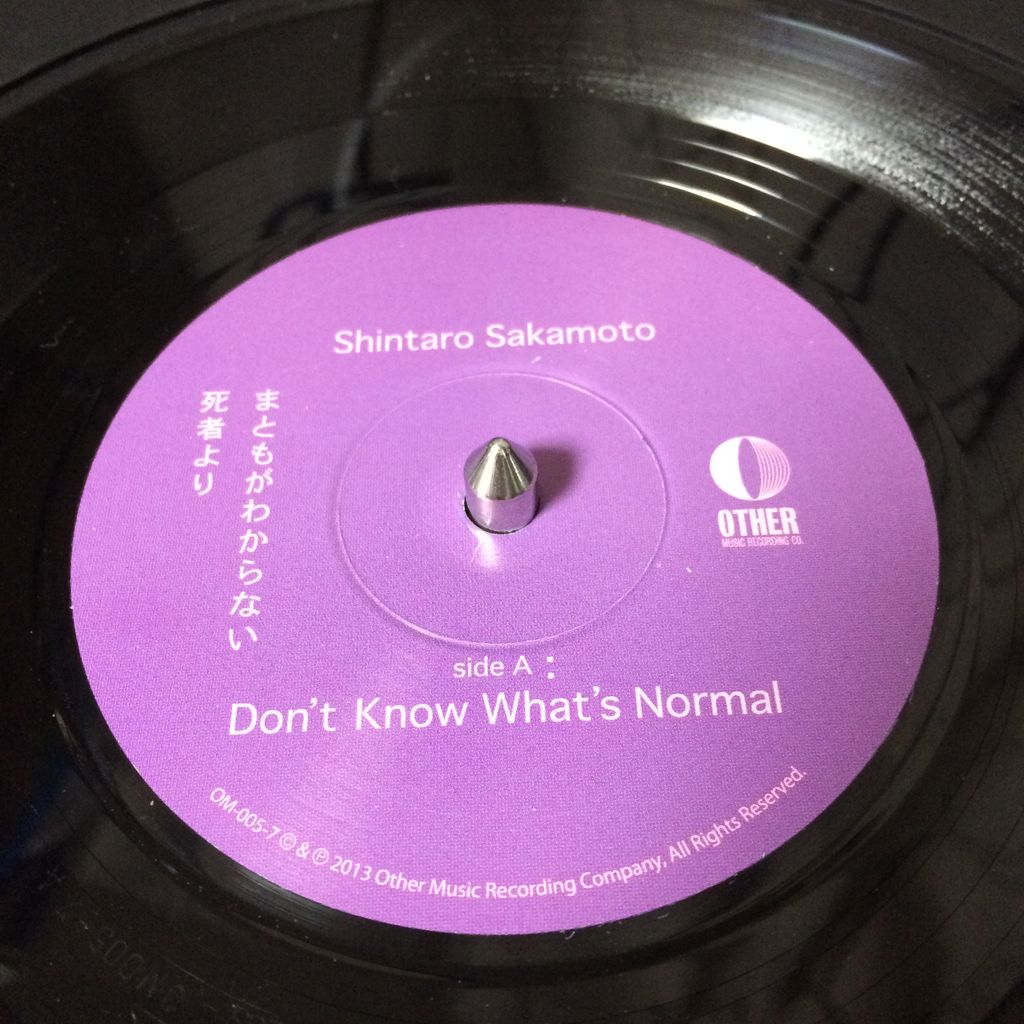 Shintaro Sakamoto
まともがわからない
死者より
OTHER
MUSIC RECORDING CO.
side A :
Don't Know What's Normal
OM-005-7 © & ℗ 2013 Other Music Recording Company, All Rights Reserved.